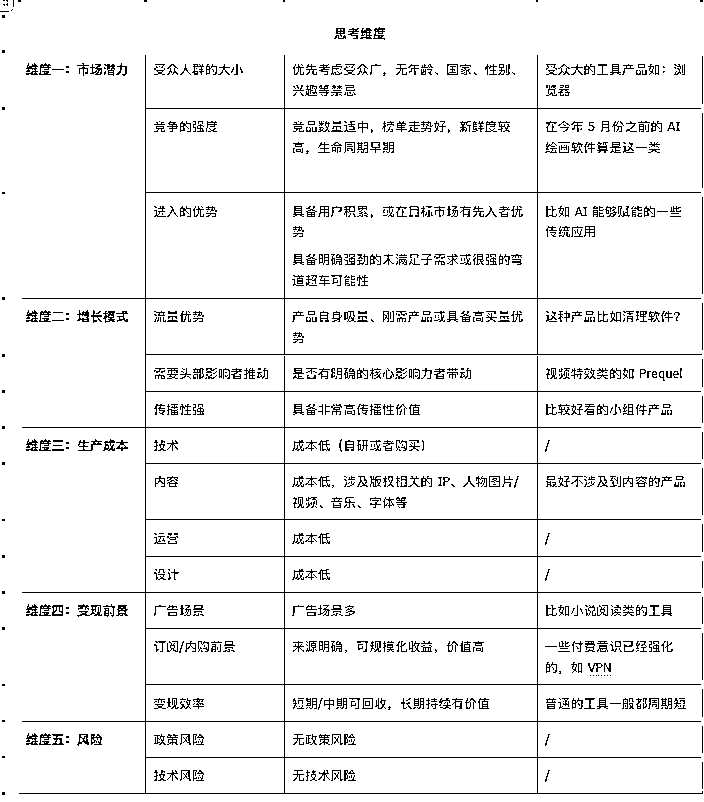 思考维度
维度一：市场潜力
受众人群的大小
优先考虑受众广，无年龄、国家、性别、
兴趣等禁忌
受众大的工具产品如：浏
览器
竞争的强度
竞品数量适中，榜单走势好，新鲜度较
高，生命周期早期
在今年 5 月份之前的 AI
绘画软件算是这一类
进入的优势
具备用户积累，或在目标市场有先入者优
势
具备明确强劲的未满足子需求或很强的弯
道超车可能性
比如 AI 能够赋能的一些
传统应用
维度二：增长模式
流量优势
产品自身吸量、刚需产品或具备高买量优
势
这种产品比如清理软件？
需要头部影响者推动
是否有明确的核心影响力者带动
视频特效类的如 Prequel
传播性强
具备非常高传播性价值
比较好看的小组件产品
维度三：生产成本
技术
成本低（自研或者购买）
/
内容
成本低，涉及版权相关的 IP、人物图片/
视频、音乐、字体等
最好不涉及到内容的产品
运营
成本低
/
设计
成本低
/
维度四：变现前景
广告场景
广告场景多
比如小说阅读类的工具
订阅/内购前景
来源明确，可规模化收益，价值高
一些付费意识已经强化
的，如 VPN
变现效率
短期/中期可回收，长期持续有价值
普通的工具一般都周期短
维度五：风险
政策风险
无政策风险
/
技术风险
无技术风险
/